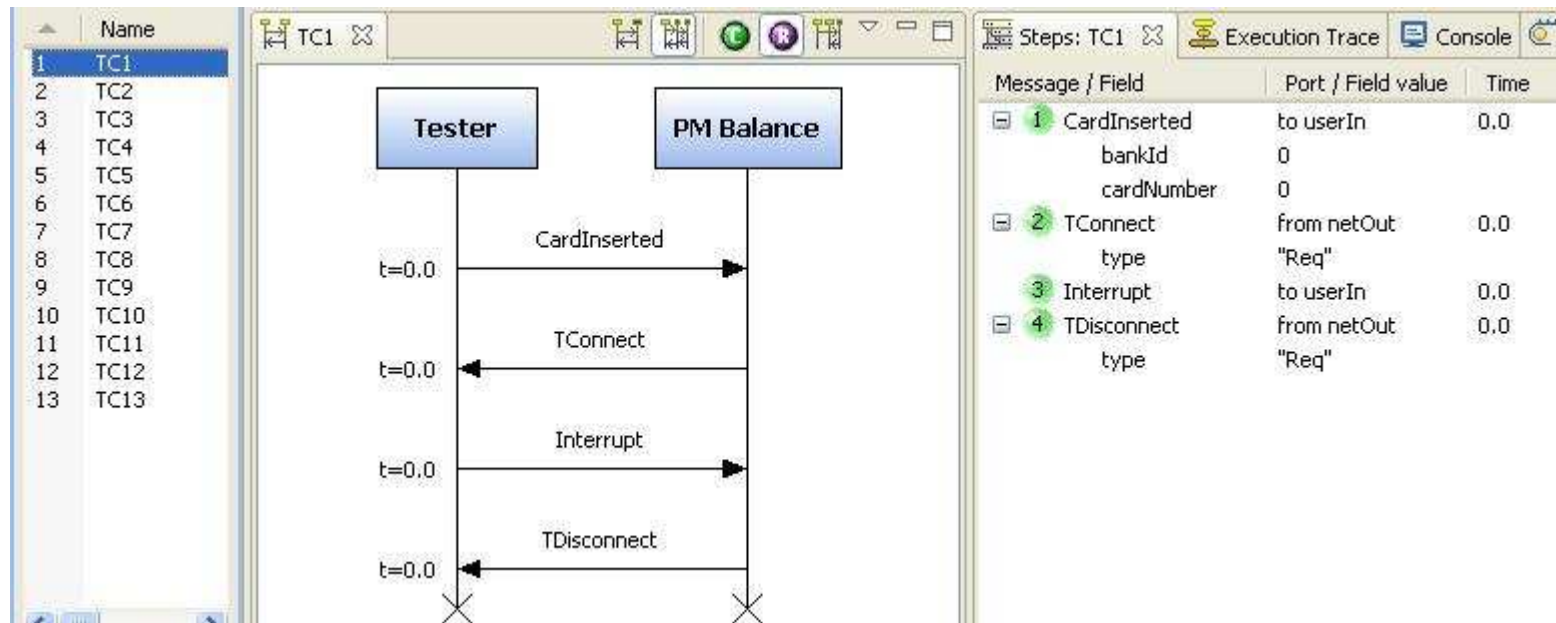 Name
1 TC1
2 TC2
3 TC3
4 TC4
5 TC5
6 TC6
7 TC7
8 TC8
9 TC9
10 TC10
11 TC11
12 TC12
13 TC13
TC1
C R
Tester PM Balance
CardInserted
t=0.0
TConnect
t=0.0
Interrupt
t=0.0
TDisconnect
t=0.0
Steps: TC1 Execution Trace Console
Message / Field Port / Field value Time
1 CardInserted to userIn 0.0
bankId 0
cardNumber 0
2 TConnect from netOut 0.0
type "Req"
3 Interrupt to userIn 0.0
4 TDisconnect from netOut 0.0
type "Req"